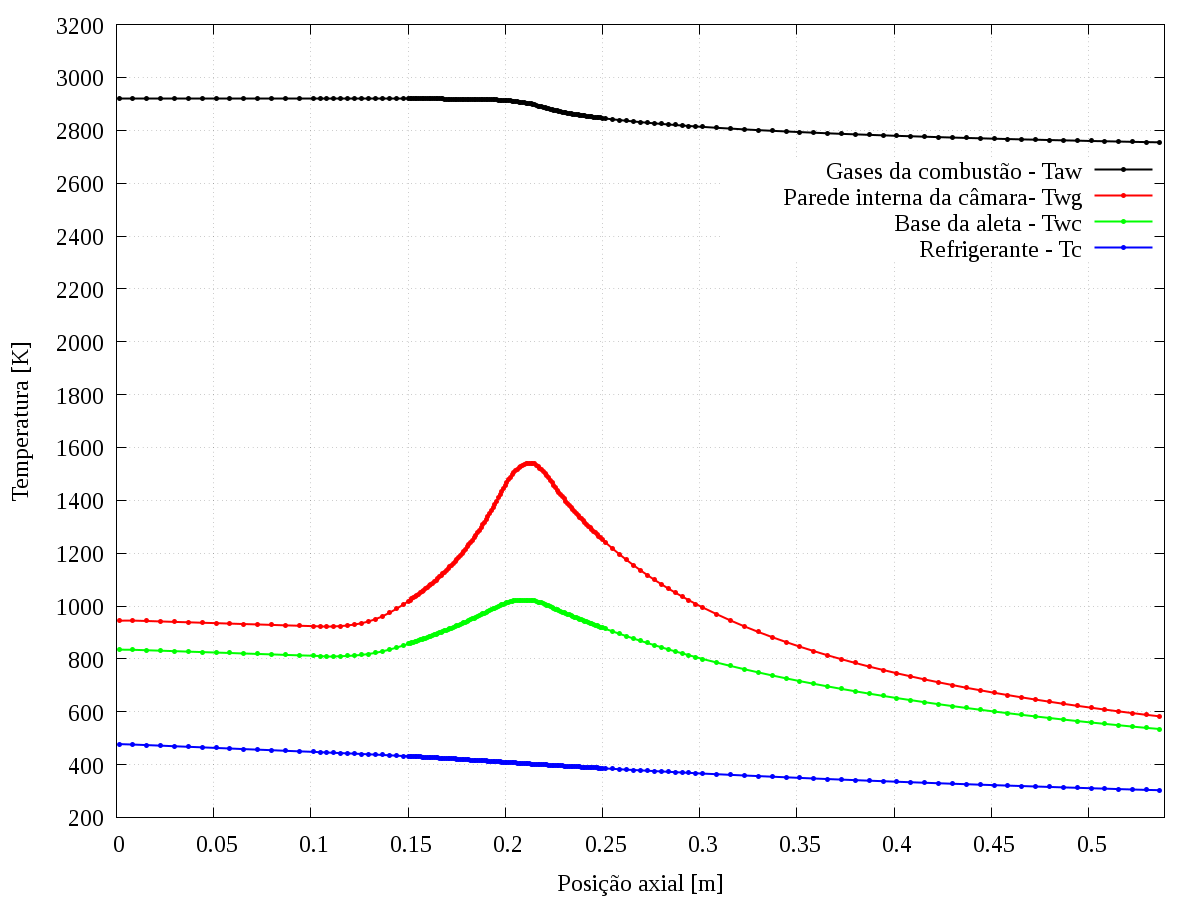 3200
3000
2800
2600
2400
2200
2000
1800
1600
1400
1200
1000
800
600
400
200
Temperatura [K]
Gases da combustão - Taw
Parede interna da câmara- Twg
Base da aleta - Twc
Refrigerante - Tc
0 0.05 0.1 0.15 0.2 0.25 0.3 0.35 0.4 0.45 0.5
Posição axial [m]